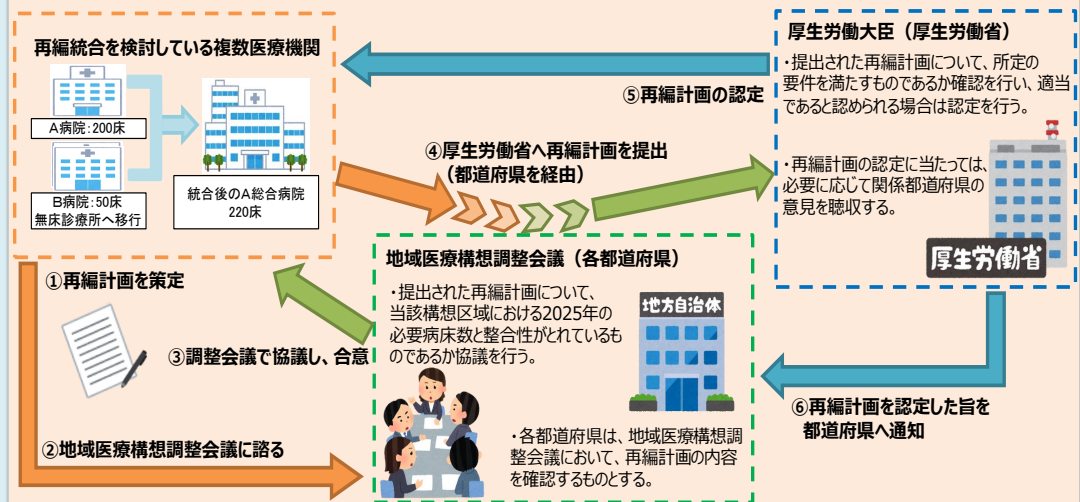 再編統合を検討している複数医療機関
A病院:200床
B病院:50床
無床診療所へ移行
統合後のA総合病院
220床
①再編計画を策定
②地域医療構想調整会議に諮る
③調整会議で協議し、合意
④厚生労働省へ再編計画を提出
(都道府県を経由)
⑤再編計画の認定
地域医療構想調整会議(各都道府県)
・提出された再編計画について、
当該構想区域における2025年の
必要病床数と整合性がとれているも
のであるか協議を行う。
地方自治体
・各都道府県は、地域医療構想調
整会議において、再編計画の内容
を確認するものとする。
厚生労働大臣(厚生労働省)
・提出された再編計画について、所定の
要件を満たすものであるか確認を行い、適当
であると認められる場合は認定を行う。
・再編計画の認定に当たっては、
必要に応じて関係都道府県の
意見を聴収する。
厚生労働省
⑥再編計画を認定した旨を
都道府県へ通知